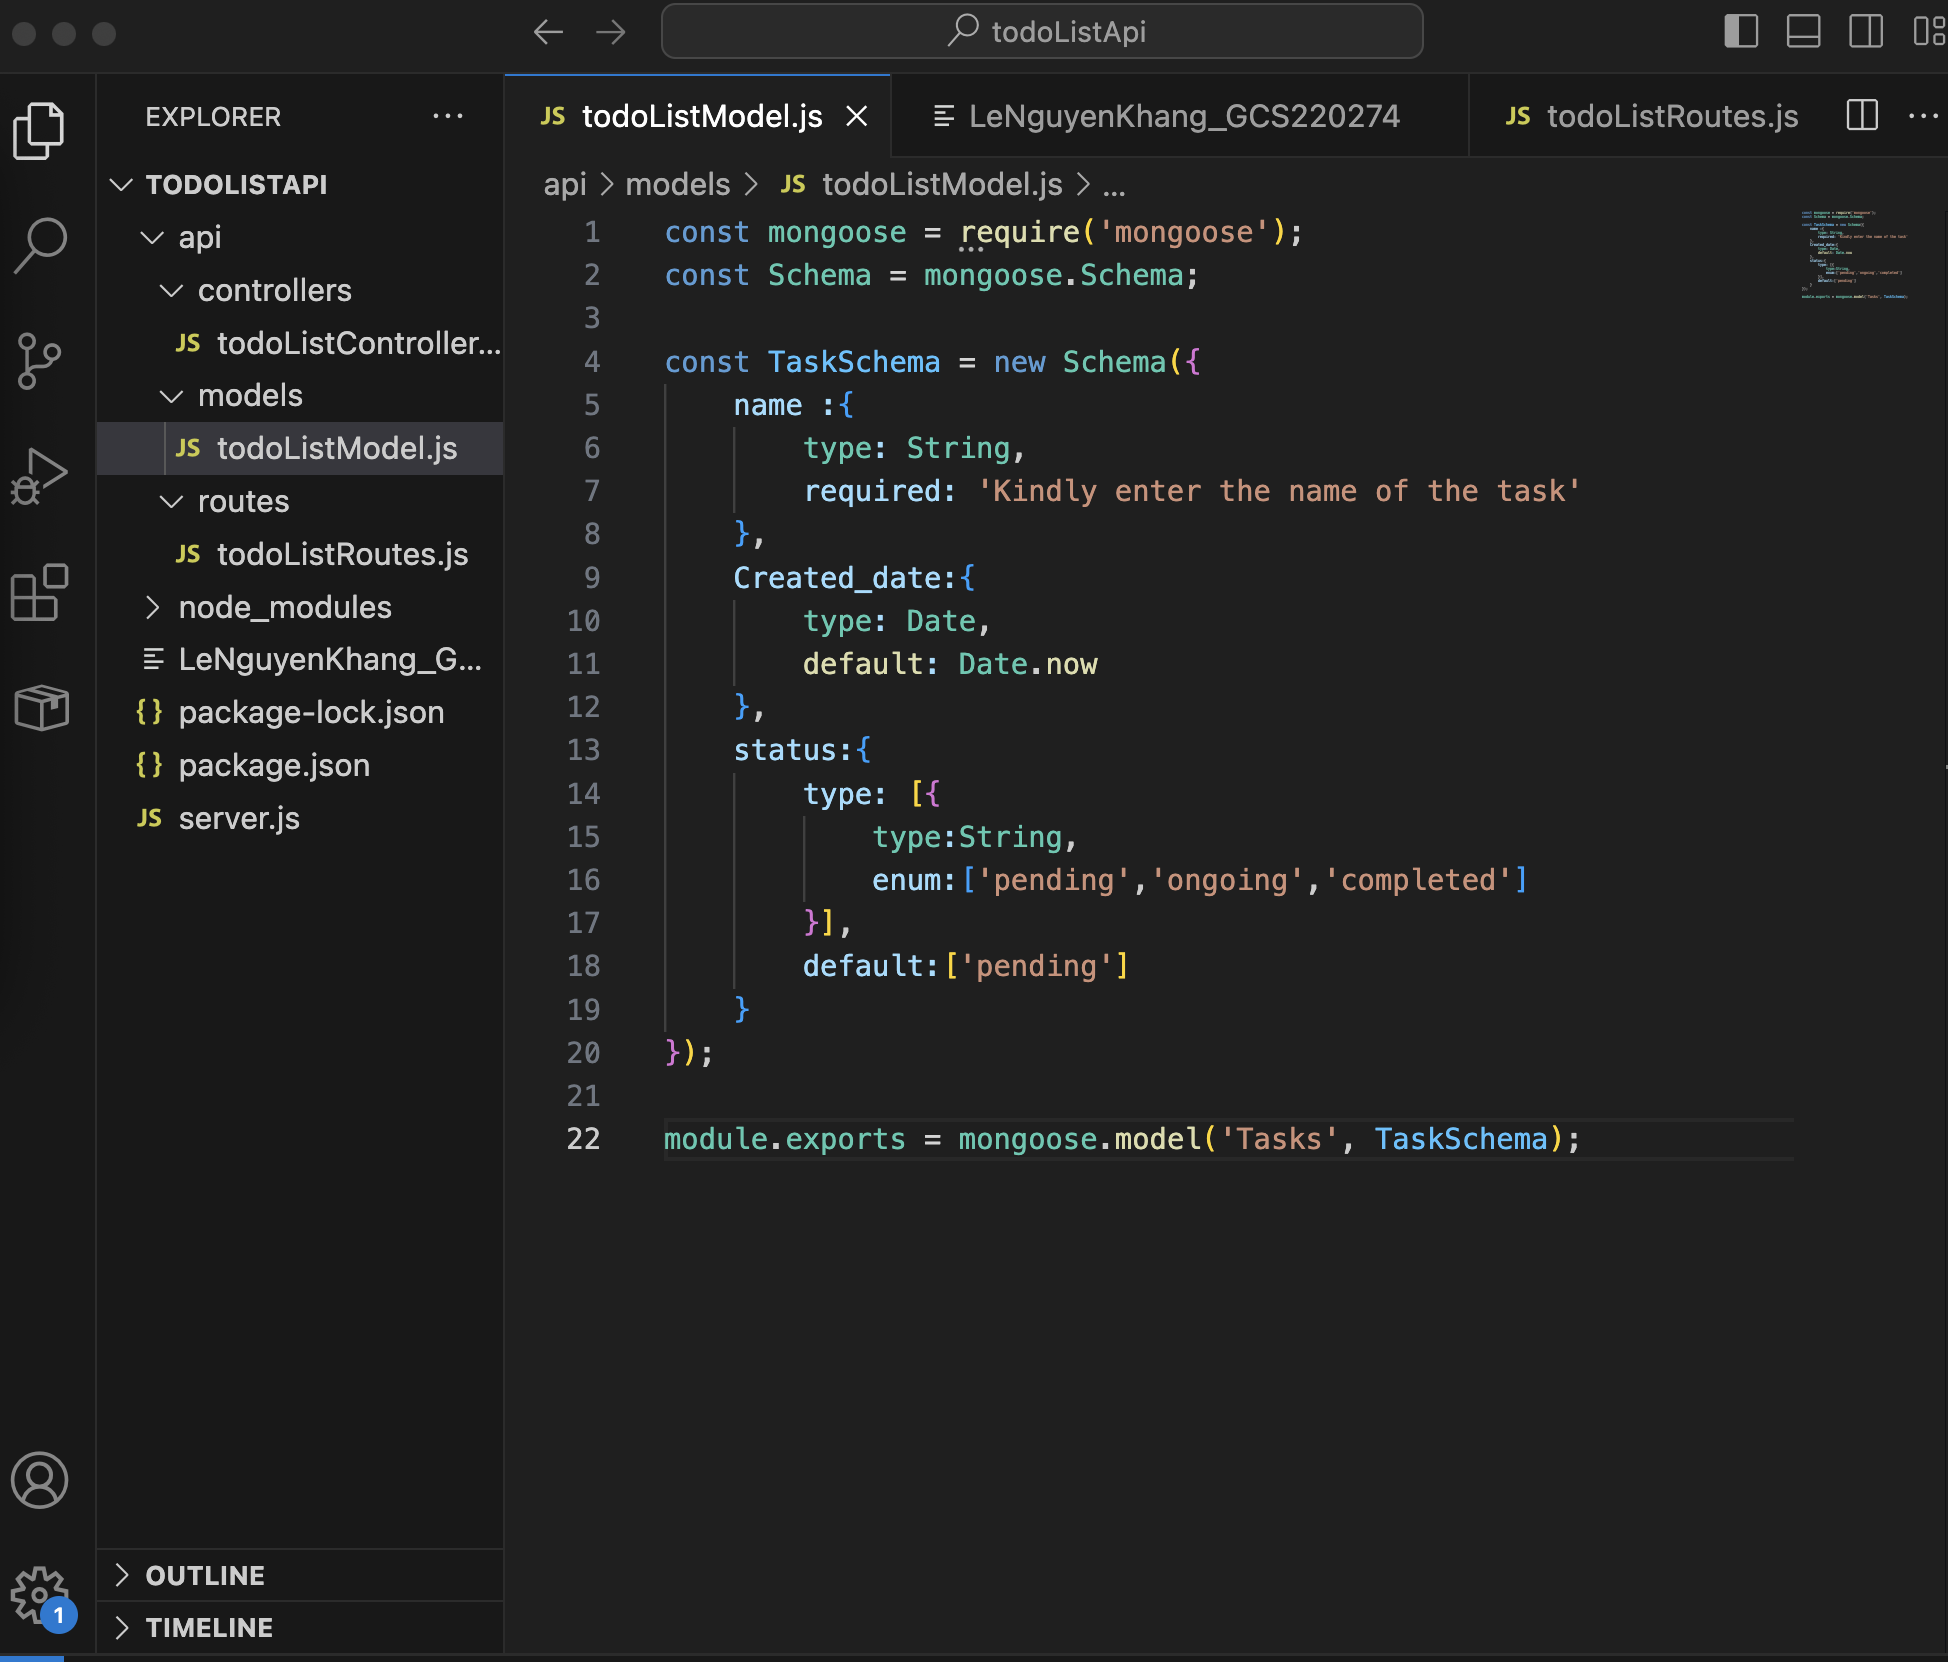 todoListApi
EXPLORER
TODOLISTAPI
api
controllers
JS todoListController...
models
JS todoListModel.js
routes
JS todoListRoutes.js
node_modules
LeNguyenKhang_G...
{} package-lock.json
{} package.json
JS server.js
OUTLINE
TIMELINE
1
JS todoListModel.js
LeNguyenKhang_GCS220274
JS todoListRoutes.js
api > models > JS todoListModel.js > ...
1 const mongoose = require('mongoose');
2 const Schema = mongoose.Schema;
3
4 const TaskSchema = new Schema({
5 name :{
6 type: String,
7 required: 'Kindly enter the name of the task'
8 },
9 Created_date:{
10 type: Date,
11 default: Date.now
12 },
13 status:{
14 type: [{
15 type:String,
16 enum:['pending','ongoing','completed']
17 }],
18 default:['pending']
19 }
20 });
21
22 module.exports = mongoose.model('Tasks', TaskSchema);